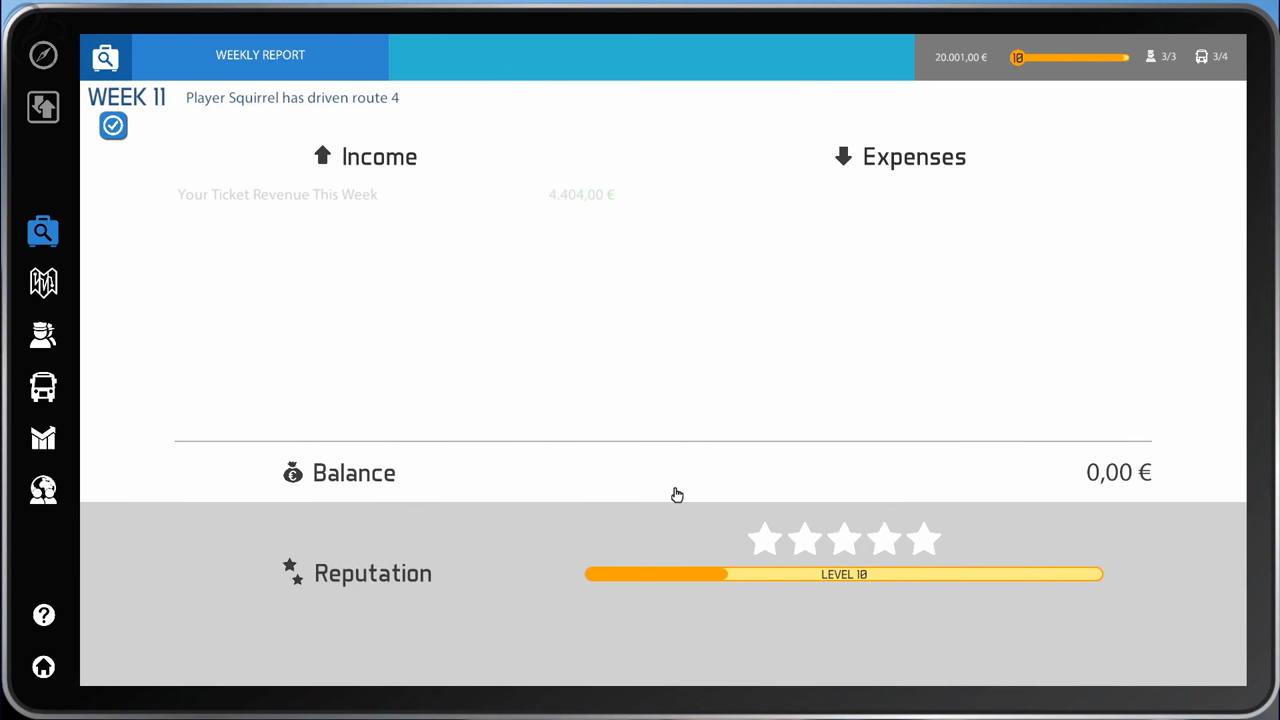 WEEKLY REPORT
20.001,00 €
10
3/3
3/4
WEEK 11
Player Squirrel has driven route 4
Income
Expenses
Your Ticket Revenue This Week
4.404,00 €
Balance
0,00 €
Reputation
LEVEL 10